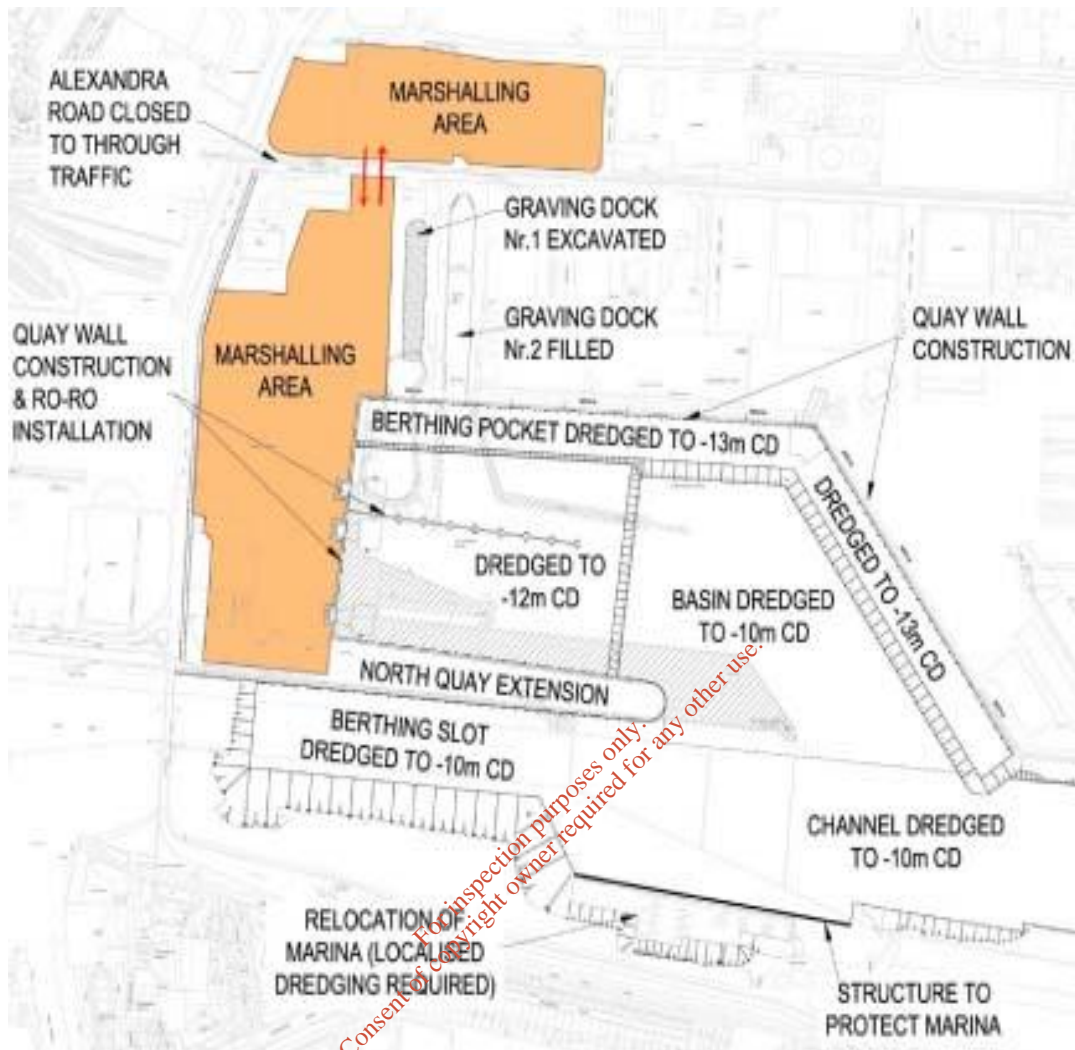 ALEXANDRA
ROAD CLOSED
TO THROUGH
TRAFFIC
MARSHALLING
AREA
GRAVING DOCK
Nr.1 EXCAVATED
GRAVING DOCK
Nr.2 FILLED
QUAY WALL
CONSTRUCTION
QUAY WALL
CONSTRUCTION
& RO-RO
INSTALLATION
MARSHALLING
AREA
BERTHING POCKET DREDGED TO -13m CD
DREDGED TO -13m CD
DREDGED TO
-12m CD
BASIN DREDGED
TO -10m CD
NORTH QUAY EXTENSION
BERTHING SLOT
DREDGED TO -10m CD
CHANNEL DREDGED
TO -10m CD
RELOCATION OF
MARINA (LOCALISED
DREDGING REQUIRED)
STRUCTURE TO
PROTECT MARINA
For inspection purposes only.
Consent of copyright owner required for any other use.